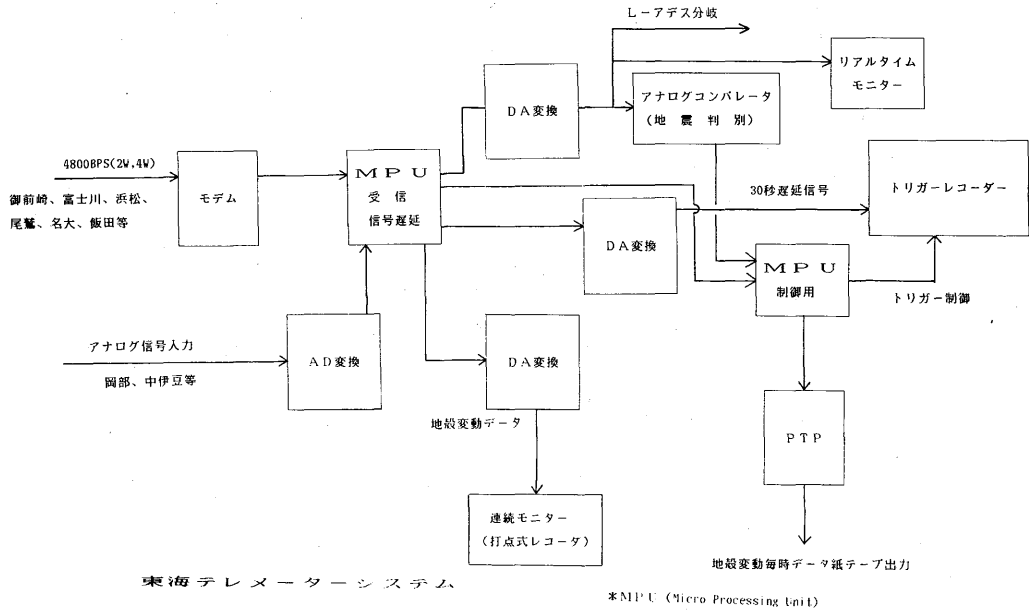 Lーアデス分岐
リアルタイム
モニター
DA変換
アナログコンパレータ
(地震判別)
4800BPS(2W,4W)
御前崎、富士川、浜松、
尾鷲、名大、飯田等
モデム
MPU
受信
信号遅延
30秒遅延信号
トリガーレコーダー
DA変換
MPU
制御用
トリガー制御
アナログ信号入力
岡部、中伊豆等
AD変換
DA変換
地殻変動データ
PTP
連続モニター
(打点式レコーダ)
地殻変動毎時データ紙テープ出力
東海テレメーターシステム
*MPU (Micro Processing Unit)